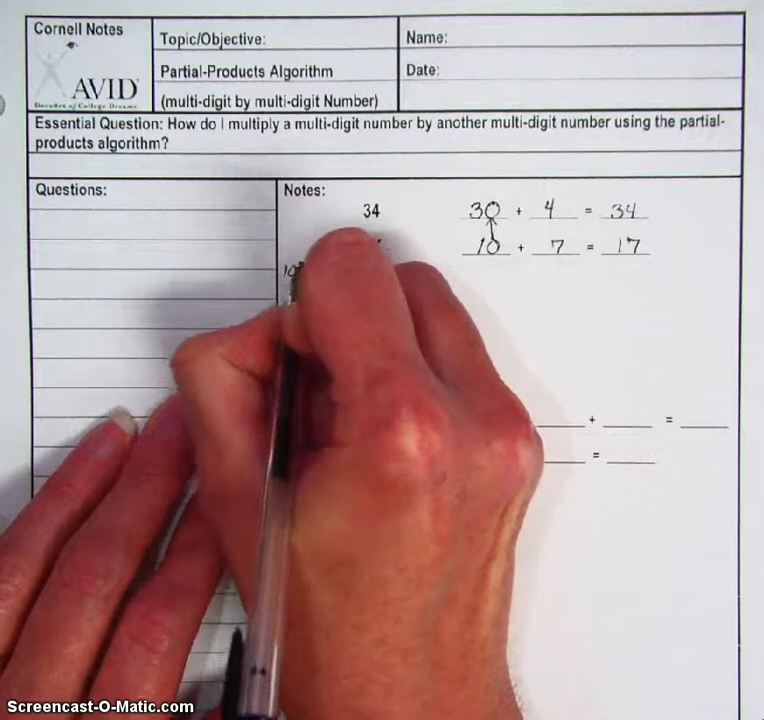 Cornell Notes
AVID
Decades of College Dreams
Topic/Objective:
Partial-Products Algorithm
(multi-digit by multi-digit Number)
Name:
Date:
Essential Question: How do I multiply a multi-digit number by another multi-digit number using the partial-
products algorithm?
Questions:
Notes:
34
30 + 4 = 34
10 + 7 = 17
10
+ =
=
Screencast-O-Matic.com